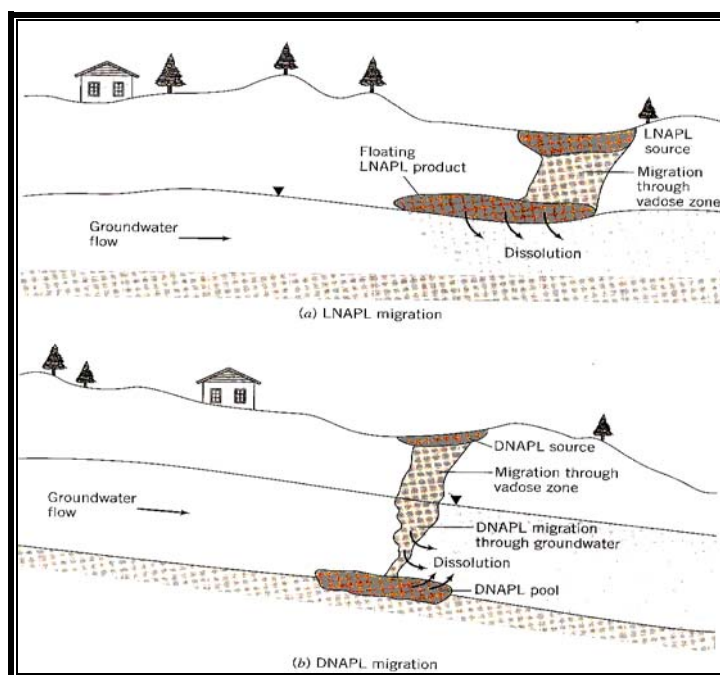 LNAPL
source
Floating
LNAPL product
Migration
through
vadose zone
Groundwater
flow
Dissolution
(a) LNAPL migration
DNAPL source
Migration through
vadose zone
Groundwater
flow
DNAPL migration
through groundwater
Dissolution
DNAPL pool
(b) DNAPL migration